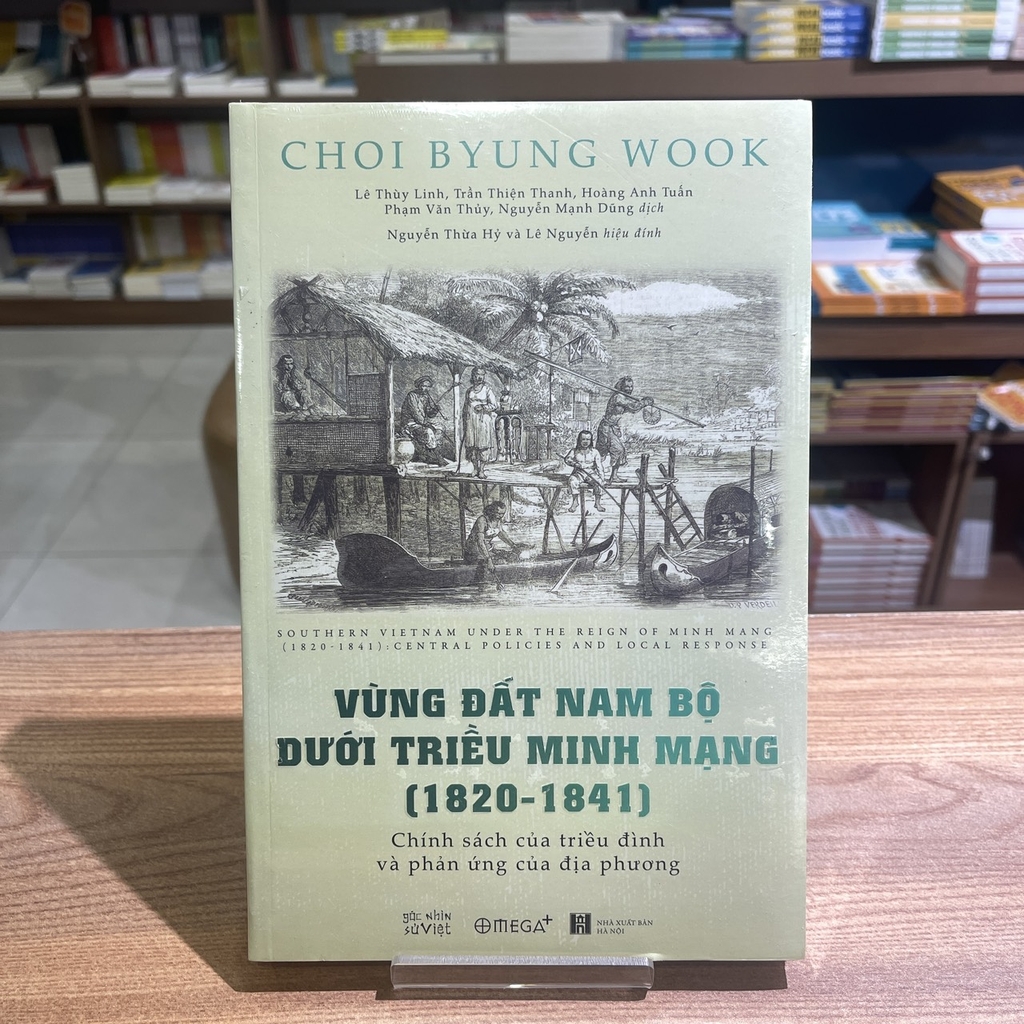 CHOI BYUNG WOOK
Lê Thùy Linh, Trần Thiện Thanh, Hoàng Anh Tuấn
Phạm Văn Thủy, Nguyễn Mạnh Dũng dịch
Nguyễn Thừa Hỷ và Lê Nguyễn hiệu đính
SOUTHERN VIETNAM UNDER THE REIGN OF MINH MANG
(1820-1841): CENTRAL POLICIES AND LOCAL RESPONSE
VÙNG ĐẤT NAM BỘ
DƯỚI TRIỀU MINH MẠNG
(1820-1841)
Chính sách của triều đình
và phản ứng của địa phương
góc nhìn
sử Việt
OMEGA+
NHÀ XUẤT BẢN
HÀ NỘI